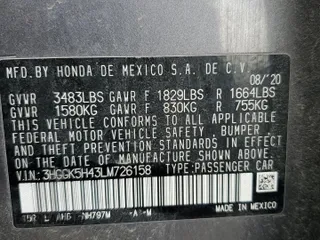 MFD.BY HONDA DE MEXICO S.A. DE C.V.
08/'20
GVWR 3483LBS GAWR F 1829LBS R 1664LBS
GVWR 1580KG GAWR F 830KG R 755KG
THIS VEHICLE CONFORMS TO ALL APPLICABLE
FEDERAL MOTOR VEHICLE SAFETY, BUMPER,
AND THEFT PREVENTION STANDARDS IN EFFECT
ON THE DATE OF MANUFACTURE SHOWN ABOVE.
V.I.N.: 3HGGK5H43LM726158 TYPE:PASSENGER CAR
MADE IN
MEXICO
NH797M -A -M